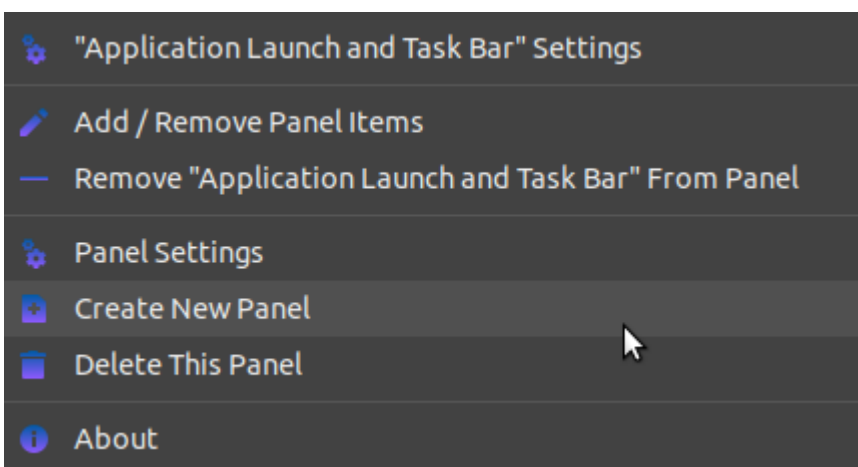 "Application Launch and Task Bar" Settings
Add / Remove Panel Items
Remove "Application Launch and Task Bar" From Panel
Panel Settings
Create New Panel
Delete This Panel
About